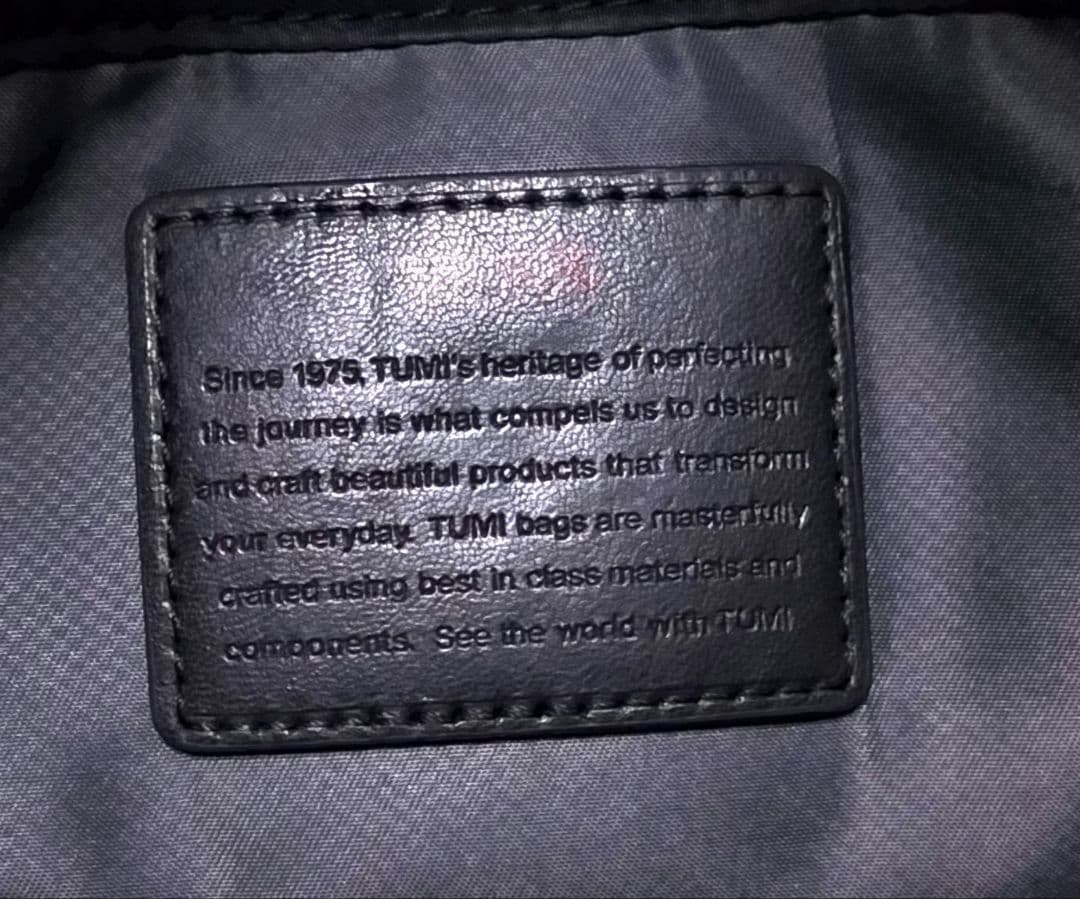 Since 1975, TUMI's heritage of perfecting
the journey is what compels us to design
and craft beautiful products that transform
your everyday. TUMI bags are masterfully
crafted using best in class materials and
components. See the world with TUMI